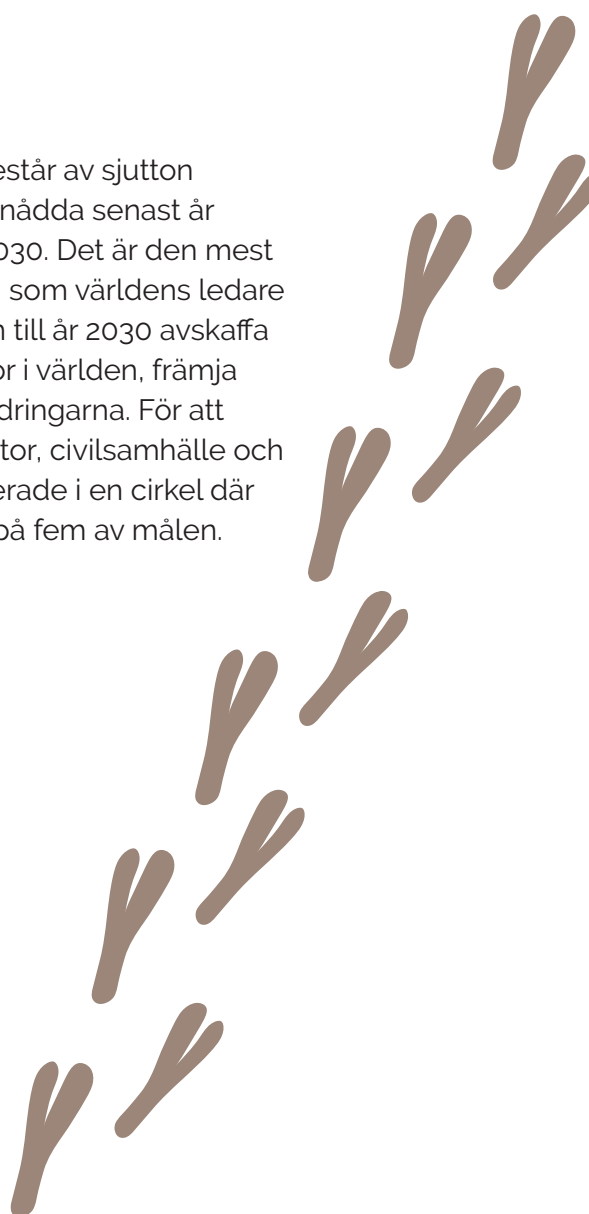 estår av sjutton
nådda senast år
030. Det är den mest
som världens ledare
till år 2030 avskaffa
or i världen, främja
dringarna. För att
tor, civilsamhälle och
erade i en cirkel där
på fem av målen.